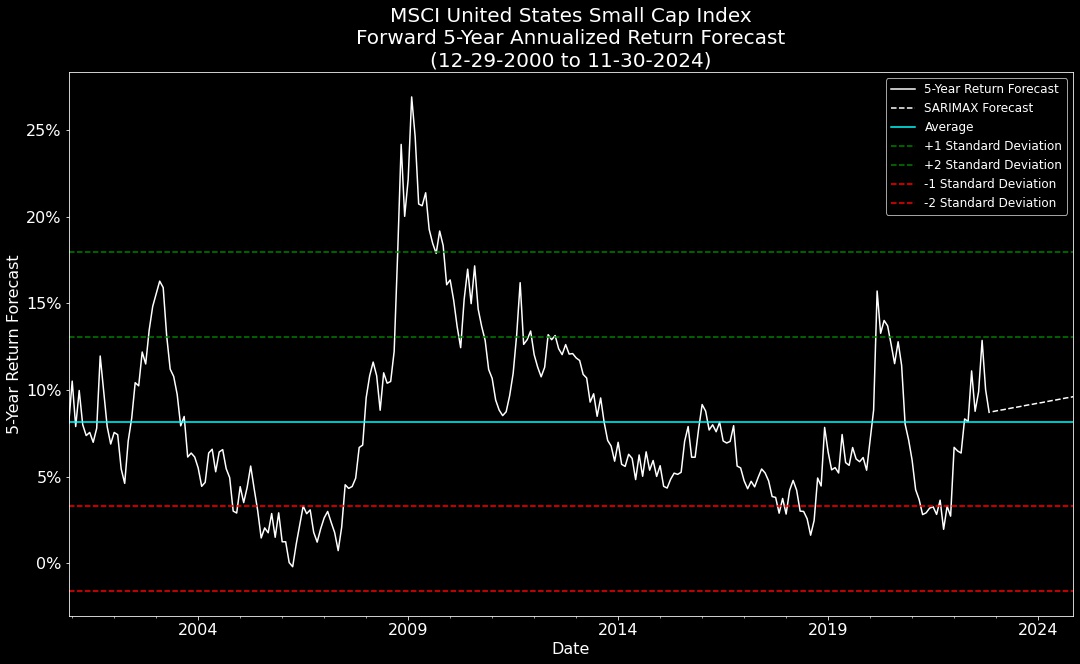 MSCI United States Small Cap Index
Forward 5-Year Annualized Return Forecast
(12-29-2000 to 11-30-2024)
5-Year Return Forecast
SARIMAX Forecast
Average
+1 Standard Deviation
+2 Standard Deviation
-1 Standard Deviation
-2 Standard Deviation
5-Year Return Forecast
25%
20%
15%
10%
5%
0%
2004
2009
2014
2019
2024
Date